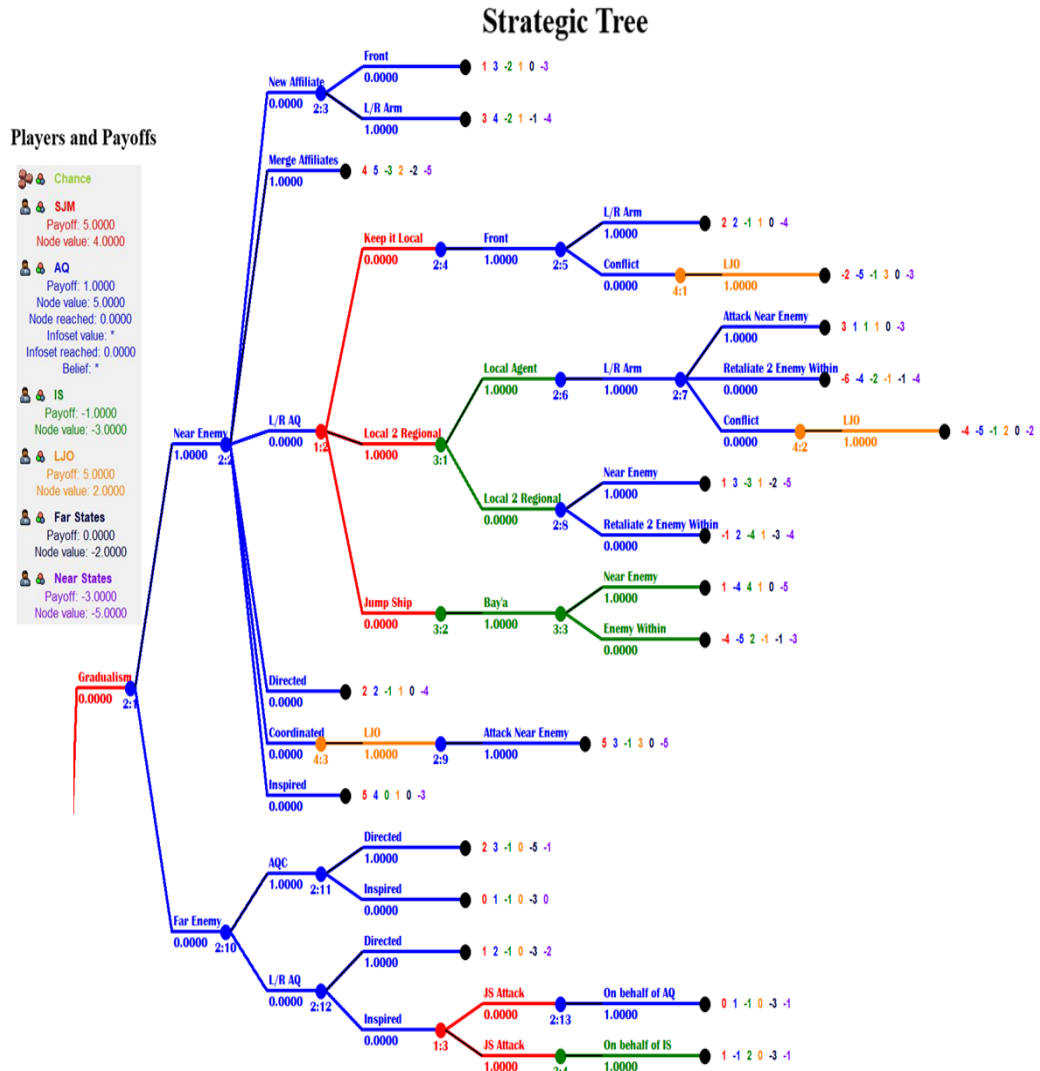 Strategic Tree
Players and Payoffs
Chance
SJM
Payoff: 5.0000
Node value: 4.0000
AQ
Payoff: 1.0000
Node value: 5.0000
Node reached: 0.0000
Infoset value: *
Infoset reached: 0.0000
Belief: *
IS
Payoff: -1.0000
Node value: -3.0000
LJO
Payoff: 5.0000
Node value: 2.0000
Far States
Payoff: 0.0000
Node value: -2.0000
Near States
Payoff: -3.0000
Node value: -5.0000
Gradualism
0.0000
2:1
Near Enemy
1.0000
2:2
New Affiliate
0.0000
2:3
Front
0.0000
1 3 -2 1 0 -3
L/R Arm
1.0000
3 4 -2 1 -1 -4
Merge Affiliates
1.0000
4 5 -3 2 -2 -5
L/R AQ
0.0000
1:2
Keep it Local
0.0000
2:4
Front
1.0000
2:5
L/R Arm
1.0000
2 2 -1 1 0 -4
Conflict
0.0000
4:1
LJO
1.0000
-2 -5 -1 3 0 -3
Local 2 Regional
1.0000
3:1
Local Agent
1.0000
2:6
L/R Arm
1.0000
2:7
Attack Near Enemy
1.0000
3 1 1 1 0 -3
Retaliate 2 Enemy Within
0.0000
-6 -4 -2 -1 -1 -4
Conflict
0.0000
4:2
LJO
1.0000
-4 -5 -1 2 0 -2
Local 2 Regional
0.0000
2:8
Near Enemy
1.0000
1 3 -3 1 -2 -5
Retaliate 2 Enemy Within
0.0000
-1 2 -4 1 -3 -4
Jump Ship
0.0000
3:2
Bay'a
1.0000
3:3
Near Enemy
1.0000
1 -4 4 1 0 -5
Enemy Within
0.0000
-4 -5 2 -1 -1 -3
Directed
0.0000
2 2 -1 1 0 -4
Coordinated
0.0000
4:3
LJO
1.0000
2:9
Attack Near Enemy
1.0000
5 3 -1 3 0 -5
Inspired
0.0000
5 4 0 1 0 -3
Far Enemy
0.0000
2:10
AQC
1.0000
2:11
Directed
1.0000
2 3 -1 0 -5 -1
Inspired
0.0000
0 1 -1 0 -3 0
L/R AQ
0.0000
2:12
Directed
1.0000
1 2 -1 0 -3 -2
Inspired
0.0000
1:3
JS Attack
0.0000
2:13
On behalf of AQ
1.0000
0 1 -1 0 -3 -1
JS Attack
1.0000
On behalf of IS
1.0000
1 -1 2 0 -3 -1